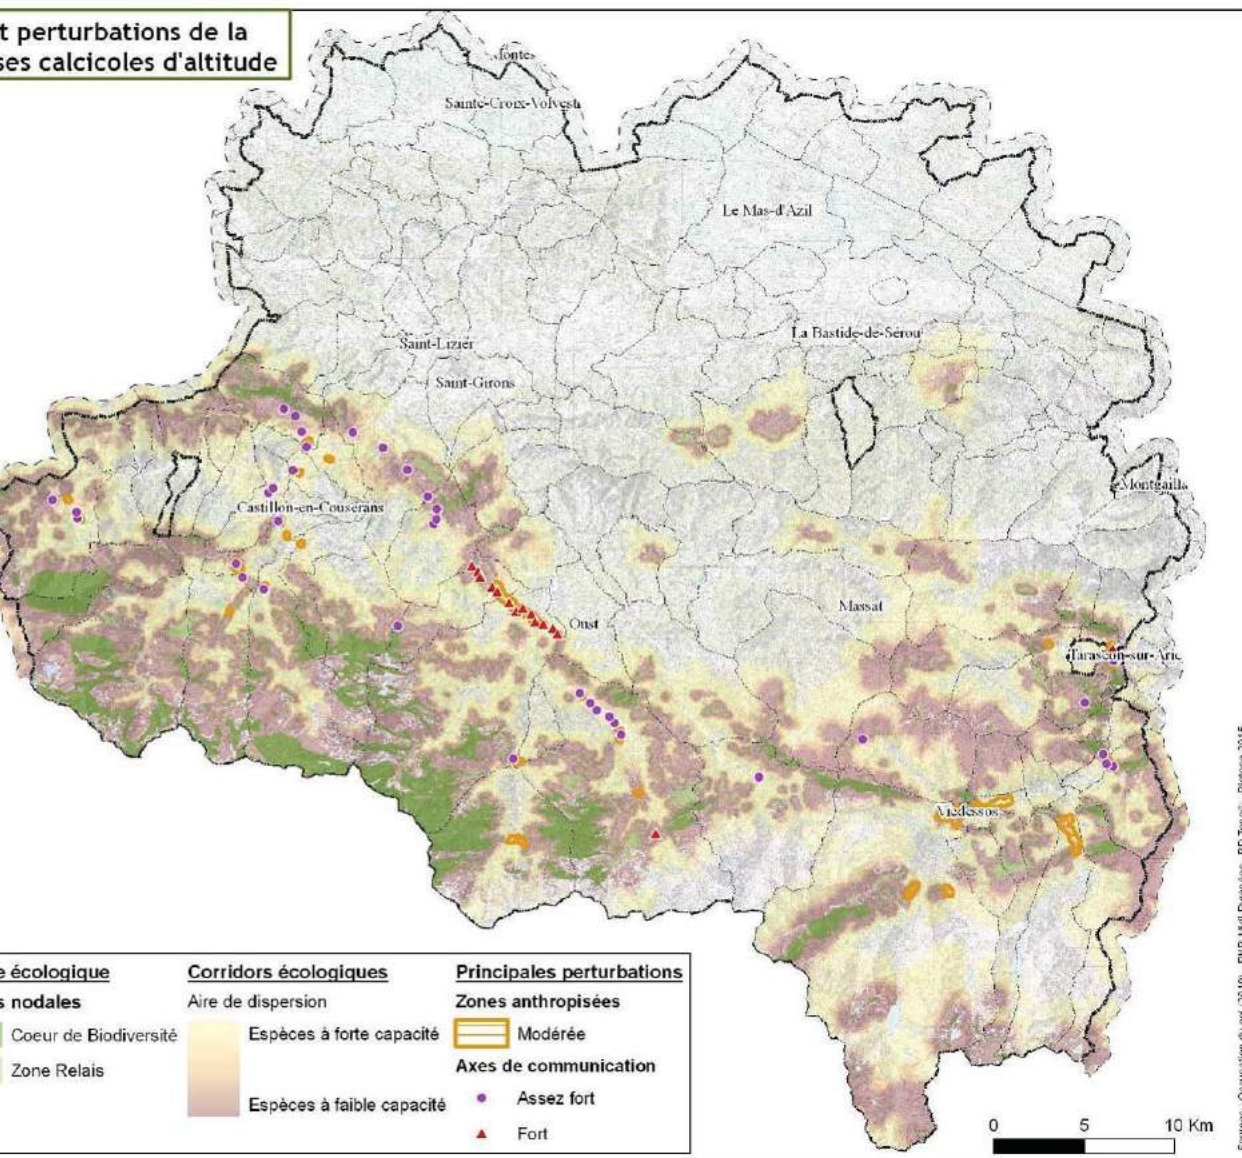 t perturbations de la
ses calcicoles d'altitude
Sainte-Croix-Volvest
Le Mas-d'Azil
La Bastide-de-Sérou
Saint-Lizier
Saint-Girons
Montgailla
Castillon-en-Couserans
Massat
Oust
Tarascon-sur-Arie
Vicdessos
e écologique
s nodales
Coeur de Biodiversité
Zone Relais
Corridors écologiques
Aire de dispersion
Espèces à forte capacité
Espèces à faible capacité
Principales perturbations
Zones anthropisées
Modérée
Axes de communication
Assez fort
Fort
0 5 10 Km